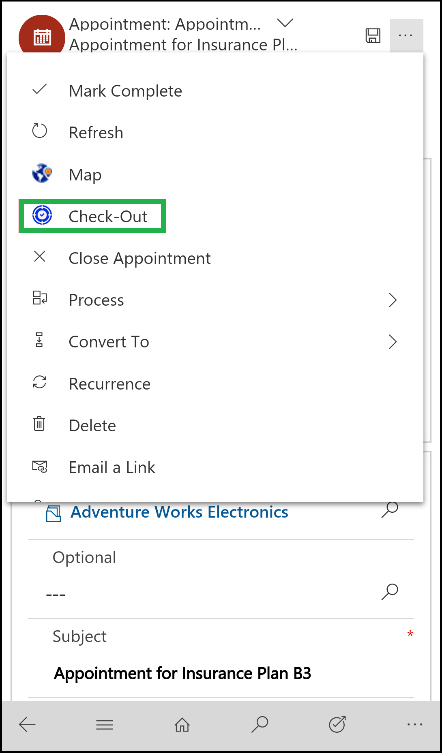 Appointment: Appointm...
Appointment for Insurance Pl...
Mark Complete
Refresh
Map
Check-Out
Close Appointment
Process
Convert To
Recurrence
Delete
Email a Link
Adventure Works Electronics
Optional
---
Subject *
Appointment for Insurance Plan B3